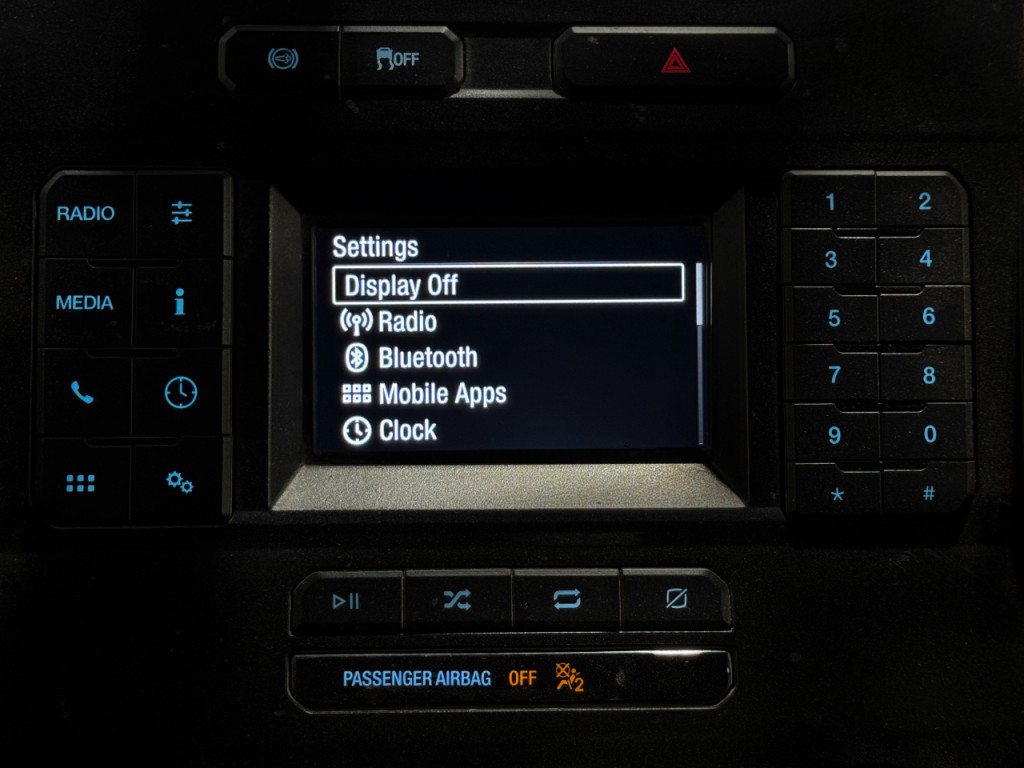 OFF
RADIO
MEDIA
Settings
Display Off
Radio
Bluetooth
Mobile Apps
Clock
1 2
3 4
5 6
7 8
9 0
* #
PASSENGER AIRBAG OFF 2